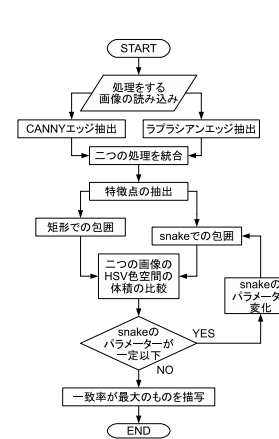 START
処理をする
画像の読み込み
CANNYエッジ抽出
ラプラシアンエッジ抽出
二つの処理を統合
特徴点の抽出
矩形での包囲
snakeでの包囲
二つの画像の
HSV色空間の
体積の比較
snakeの
パラメータ
変化
snakeの
パラメーターが
一定以下
YES
NO
一致率が最大のものを描写
END